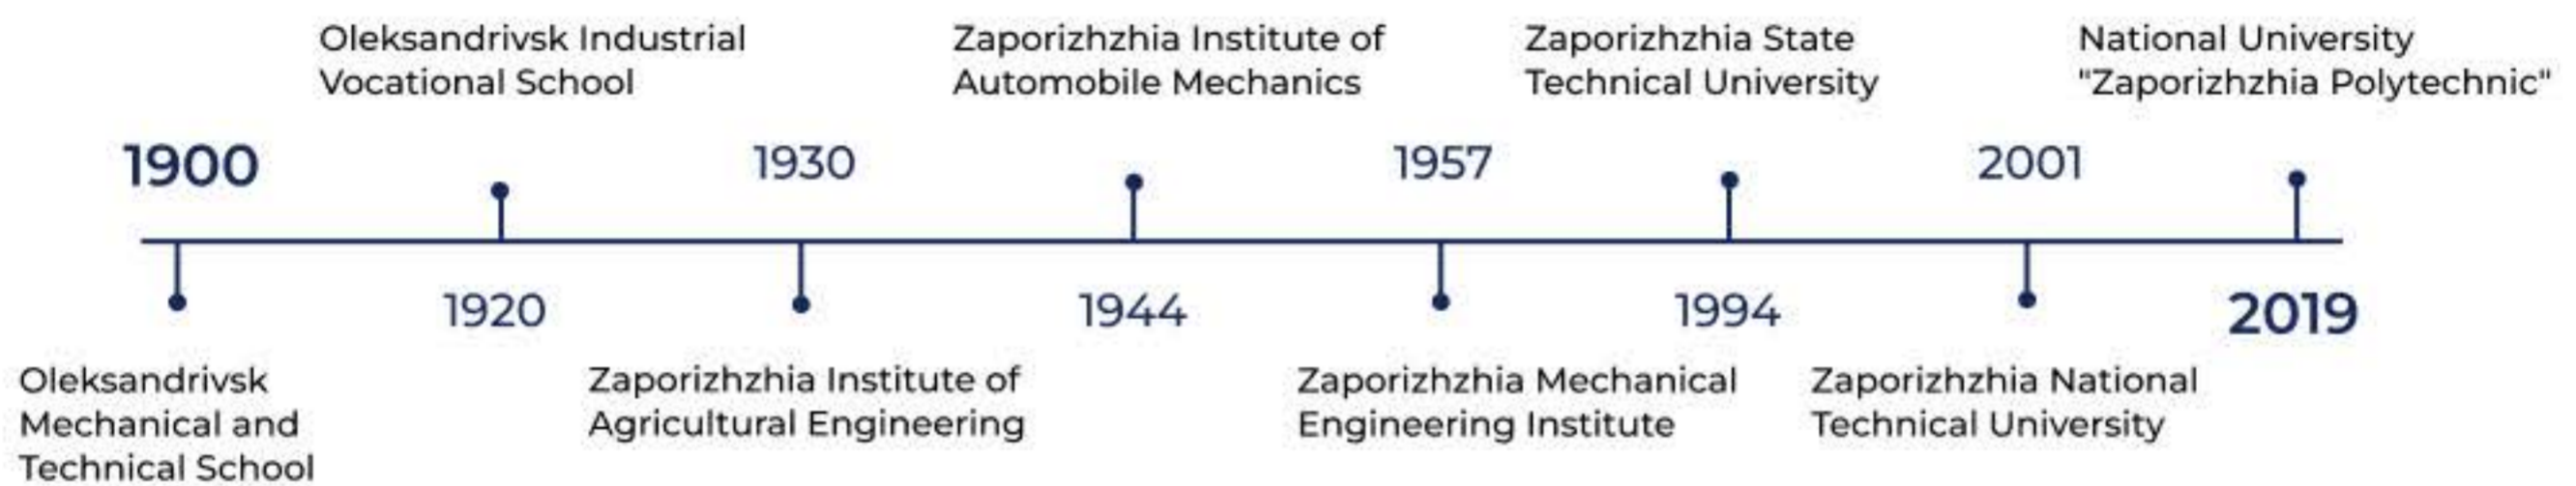 Oleksandrivsk Industrial
Vocational School
Zaporizhzhia Institute of
Automobile Mechanics
Zaporizhzhia State
Technical University
National University
"Zaporizhzhia Polytechnic"
1900
1930
1957
2001
1920
1944
1994
2019
Oleksandrivsk
Mechanical and
Technical School
Zaporizhzhia Institute of
Agricultural Engineering
Zaporizhzhia Mechanical
Engineering Institute
Zaporizhzhia National
Technical University